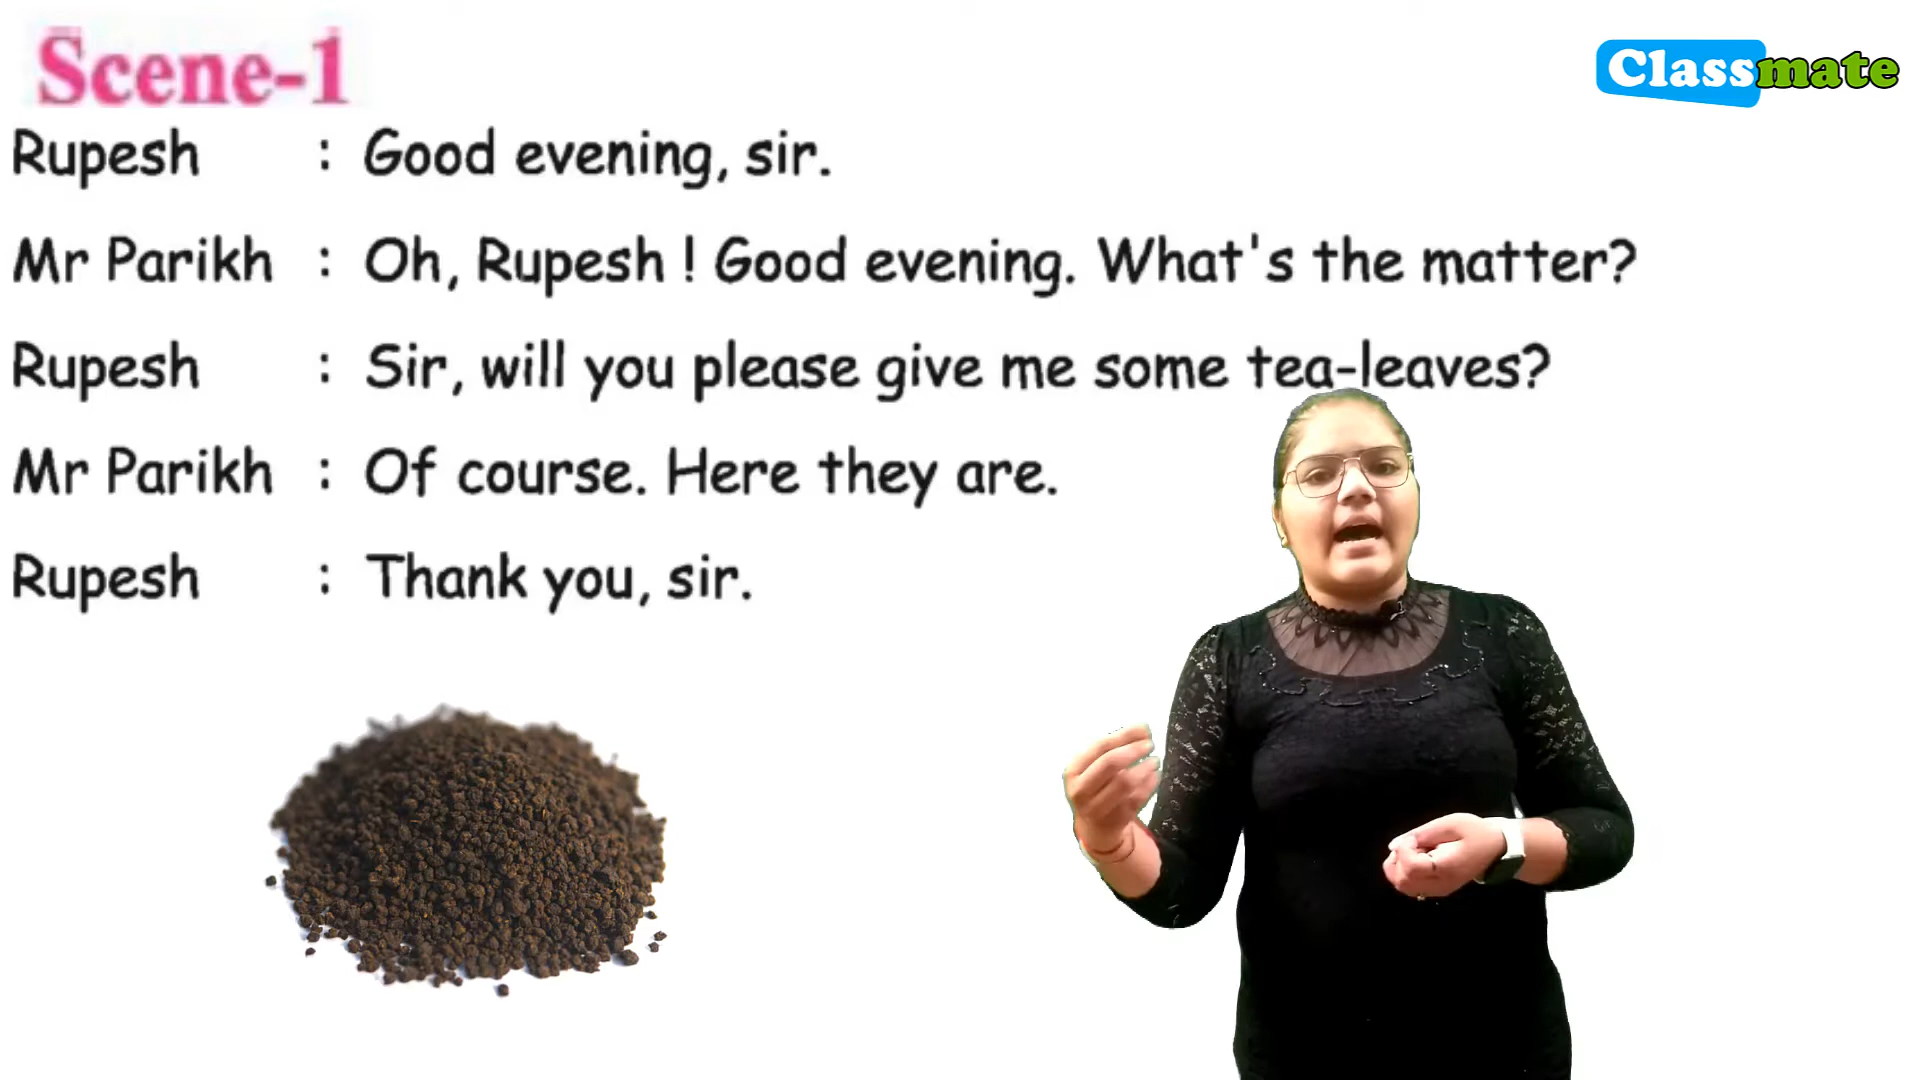 Scene-1
Classmate
Rupesh : Good evening, sir.
Mr Parikh : Oh, Rupesh ! Good evening. What's the matter?
Rupesh : Sir, will you please give me some tea-leaves?
Mr Parikh : Of course. Here they are.
Rupesh : Thank you, sir.